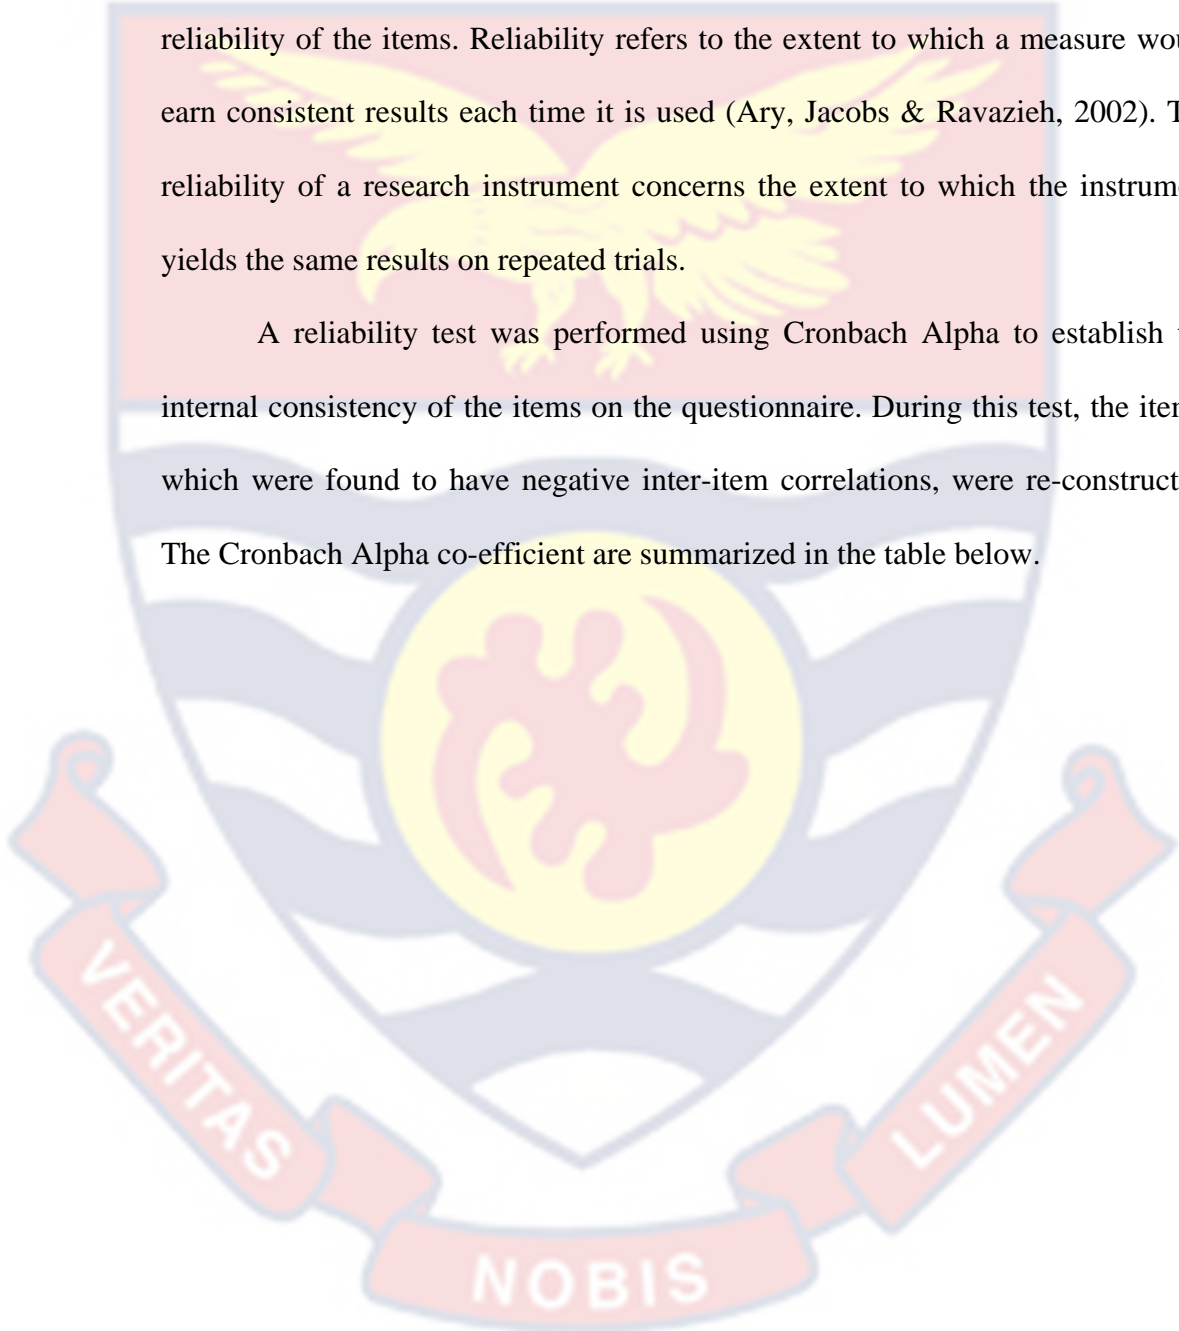 reliability of the items. Reliability refers to the extent to which a measure wou
earn consistent results each time it is used (Ary, Jacobs & Ravazieh, 2002). T
reliability of a research instrument concerns the extent to which the instrume
yields the same results on repeated trials.
A reliability test was performed using Cronbach Alpha to establish t
internal consistency of the items on the questionnaire. During this test, the iten
which were found to have negative inter-item correlations, were re-construct
The Cronbach Alpha co-efficient are summarized in the table below.
VERITAS
NOBIS
LUMEN